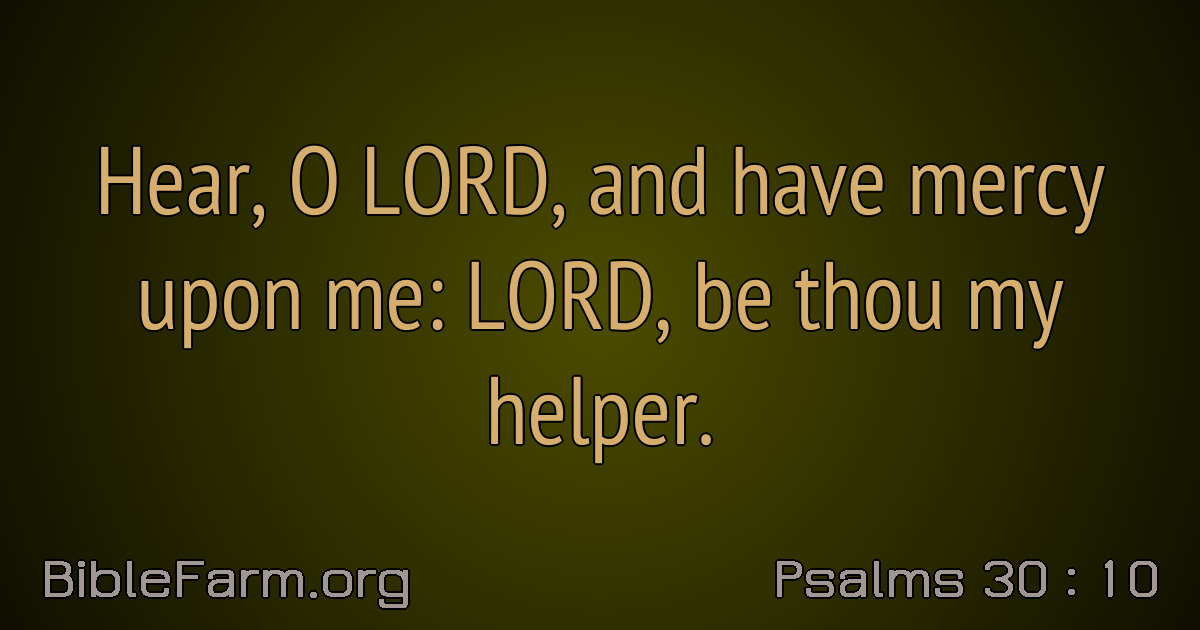 Hear, O LORD, and have mercy
upon me: LORD, be thou my
helper.
BibleFarm.org
Psalms 30 : 10